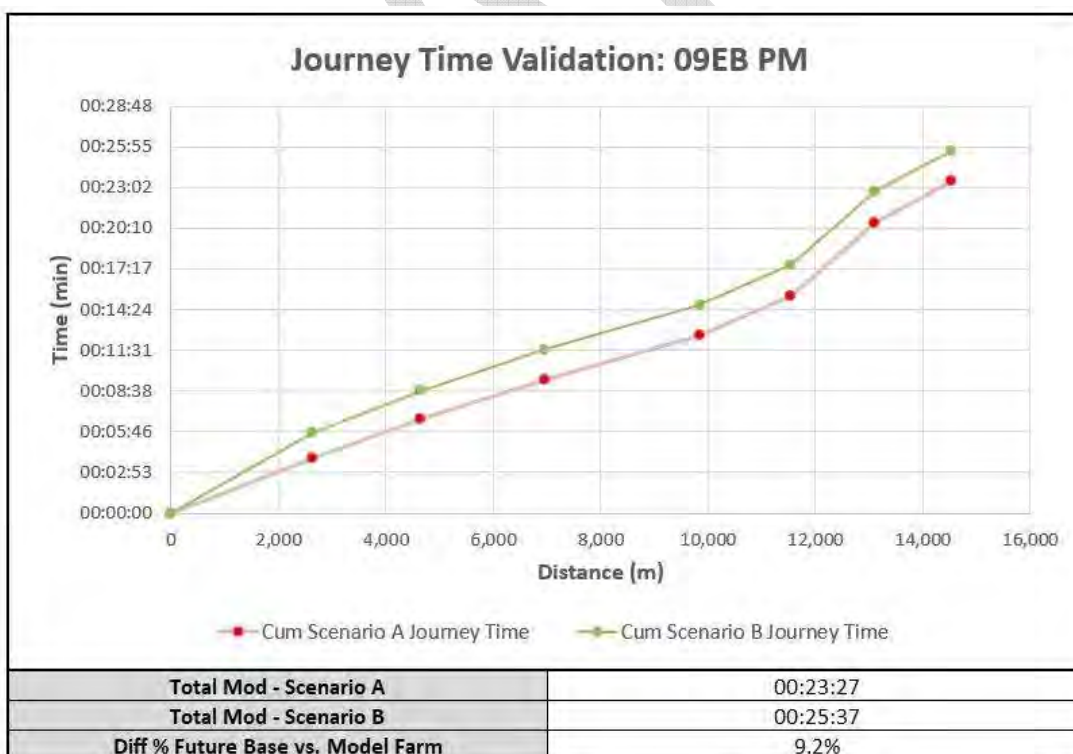 Journey Time Validation: 09EB PM
00:28:48
00:25:55
00:23:02
00:20:10
00:17:17
00:14:24
00:11:31
00:08:38
00:05:46
00:02:53
00:00:00
Time (min)
0 2,000 4,000 6,000 8,000 10,000 12,000 14,000 16,000
Distance (m)
Cum Scenario A Journey Time Cum Scenario B Journey Time
Total Mod - Scenario A 00:23:27
Total Mod - Scenario B 00:25:37
Diff % Future Base vs. Model Farm 9.2%